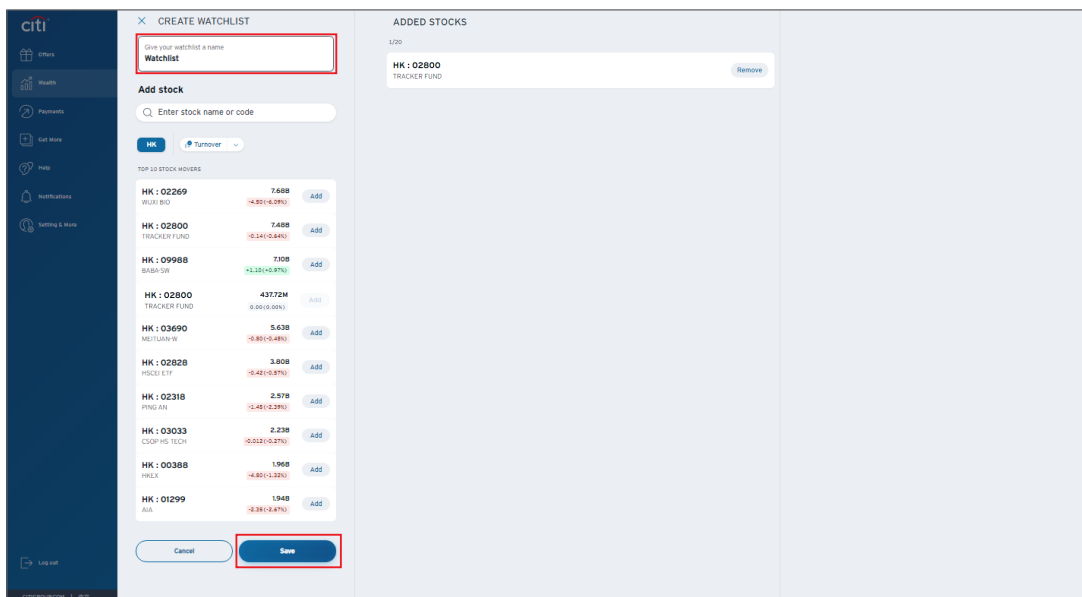 citi
Offers
Wealth
Payments
Get More
Help
Notifications
Setting & More
Log out
CREATE WATCHLIST
Give your watchlist a name
Watchlist
Add stock
Enter stock name or code
HK
Turnover
TOP 10 STOCK MOVERS
HK : 02269 7.68B Add
WUXI BIO -4.50(-6.09%)
HK : 02800 7.48B Add
TRACKER FUND -0.14(-0.64%)
HK : 09988 7.10B Add
BABA-SW +1.10(+0.97%)
HK : 02800 437.72M Add
TRACKER FUND 0.00(0.00%)
HK : 03690 5.63B Add
MEITUAN-W -0.80(-0.48%)
HK : 02828 3.80B Add
HSCEI ETF -0.42(-0.57%)
HK : 02318 2.57B Add
PING AN -1.45(-2.39%)
HK : 03033 2.23B Add
CSOP HS TECH -0.012(-0.27%)
HK : 00388 1.96B Add
HKEX -4.80(-1.32%)
HK : 01299 1.94B Add
AIA -2.35(-2.67%)
Cancel Save
ADDED STOCKS
1/20
HK : 02800 Remove
TRACKER FUND